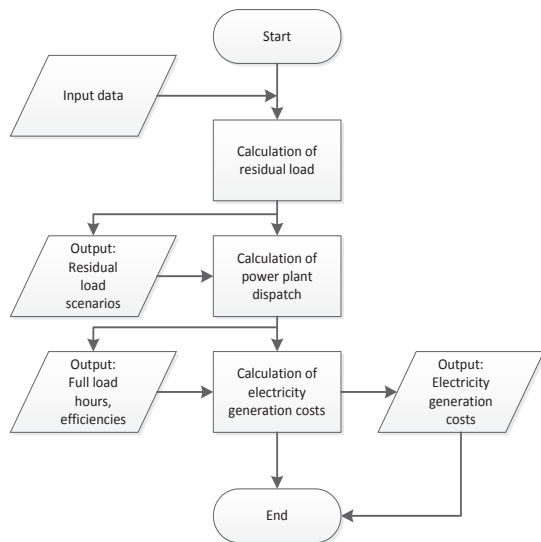 Start
Input data
Calculation of
residual load
Output:
Residual
load
scenarios
Calculation of
power plant
dispatch
Output:
Full load
hours,
efficiencies
Calculation of
electricity
generation costs
Output:
Electricity
generation
costs
End